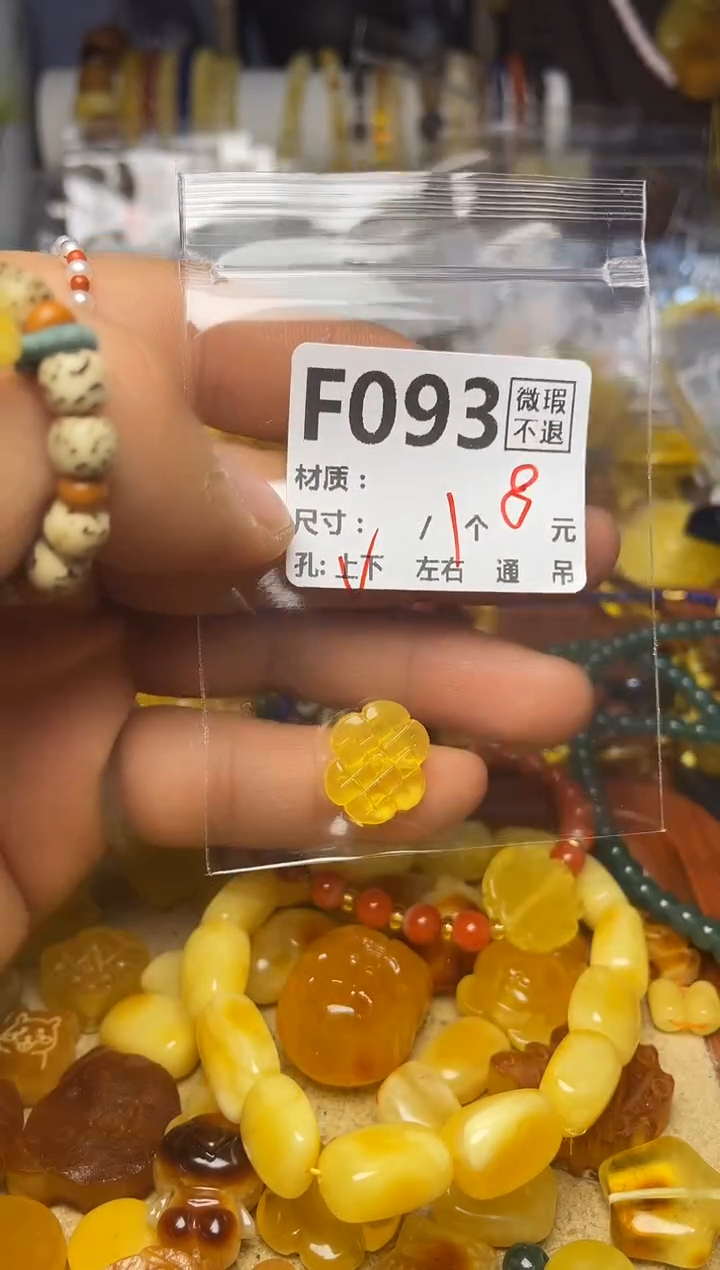 F093 微瑕
不退
材质：
尺寸： / 1个 8 元
孔: 上下 左右 通 吊